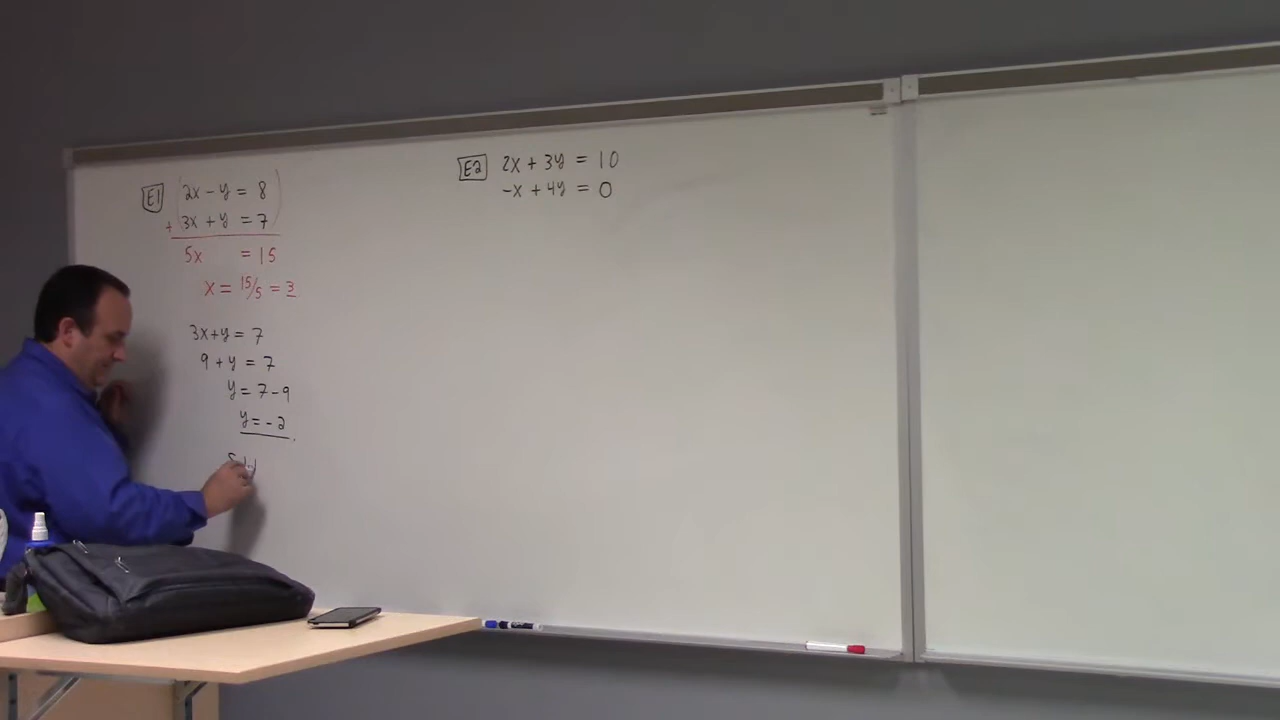 E1 2x - y = 8
+ 3x + y = 7
5x = 15
x = 15/5 = 3
3x + y = 7
9 + y = 7
y = 7 - 9
y = -2
E2 2x + 3y = 10
-x + 4y = 0